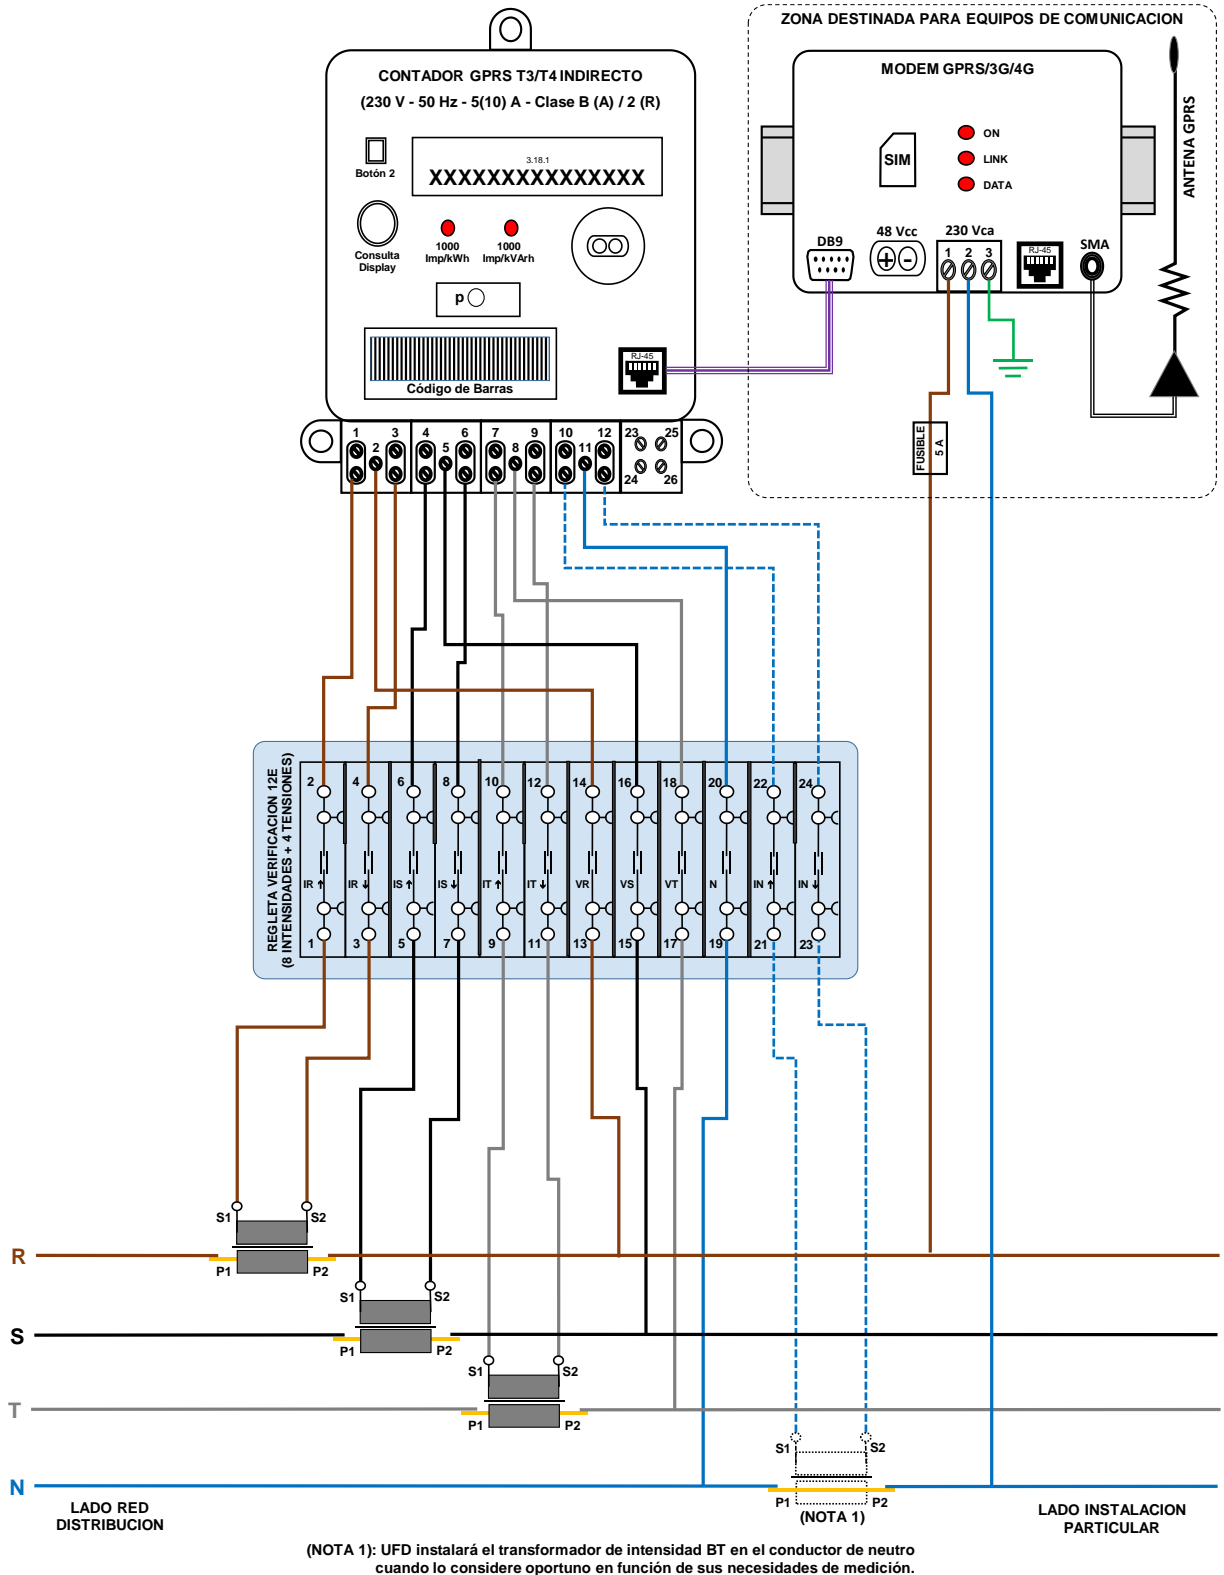 ZONA DESTINADA PARA EQUIPOS DE COMUNICACION
CONTADOR GPRS T3/T4 INDIRECTO
(230 V - 50 Hz - 5(10) A - Clase B (A) / 2 (R)
Botón 2
3.18.1
XXXXXXXXXXXXXXX
Consulta
Display
1000
Imp/kWh
1000
Imp/kVArh
p
Código de Barras
RJ-45
MODEM GPRS/3G/4G
SIM
ON
LINK
DATA
DB9
48 Vcc
+ -
230 Vca
1 2 3
RJ-45
SMA
ANTENA GPRS
FUSIBLE
5 A
1 2 3 4 5 6 7 8 9 10 11 12 23 25
24 26
REGLETA VERIFICACION 12E
(8 INTENSIDADES + 4 TENSIONES)
2 4 6 8 10 12 14 16 18 20 22 24
IR ↑ IR ↓ IS ↑ IS ↓ IT ↑ IT ↓ VR VS VT N IN ↑ IN ↓
1 3 5 7 9 11 13 15 17 19 21 23
S1 S2
R
P1 P2
S1 S2
S
P1 P2
S1 S2
T
P1 P2
S1 S2
N
P1 P2
(NOTA 1)
LADO RED
DISTRIBUCION
LADO INSTALACION
PARTICULAR
(NOTA 1): UFD instalará el transformador de intensidad BT en el conductor de neutro
cuando lo considere oportuno en función de sus necesidades de medición.